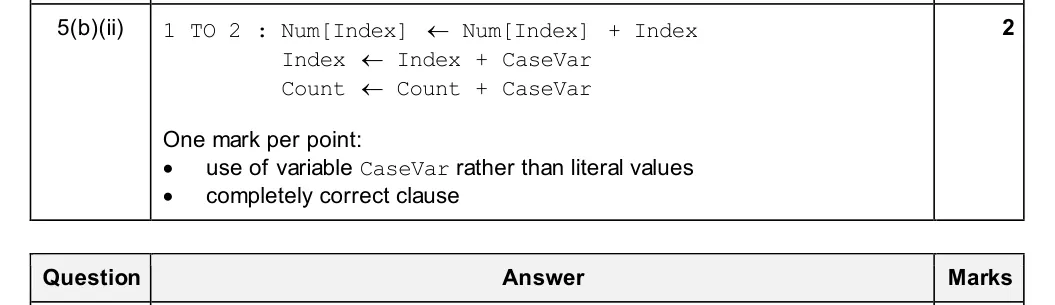 5(b)(ii) 1 TO 2 : Num[Index] ← Num[Index] + Index 2
Index ← Index + CaseVar
Count ← Count + CaseVar
One mark per point:
• use of variable CaseVar rather than literal values
• completely correct clause
Question Answer Marks